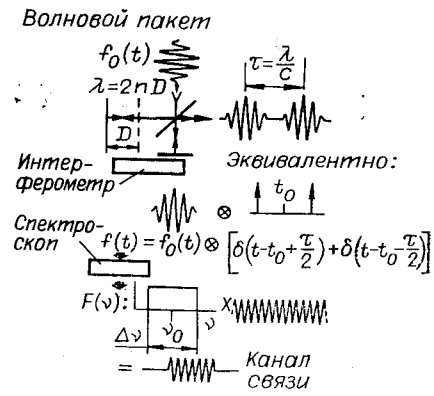 Волновой пакет
f₀(t)
τ=λ/c
λ=2nD
D
Интер-
ферометр
Эквивалентно:
t₀
⊗
Спектро-
скоп
f(t)=f₀(t)⊗[δ(t-t₀+τ/2)+δ(t-t₀-τ/2)]
F(ν):
ν₀
ν
×
Δν
=
Канал
связи